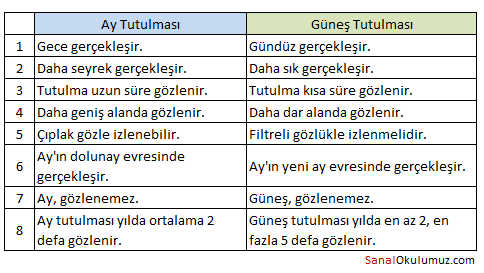 Ay Tutulması Güneş Tutulması
1 Gece gerçekleşir. Gündüz gerçekleşir.
2 Daha seyrek gerçekleşir. Daha sık gerçekleşir.
3 Tutulma uzun süre gözlenir. Tutulma kısa süre gözlenir.
4 Daha geniş alanda gözlenir. Daha dar alanda gözlenir.
5 Çıplak gözle izlenebilir. Filtreli gözlükle izlenmelidir.
6 Ay'ın dolunay evresinde
gerçekleşir. Ay'ın yeni ay evresinde gerçekleşir.
7 Ay, gözlenemez. Güneş, gözlenemez.
8 Ay tutulması yılda ortalama 2
defa gözlenir. Güneş tutulması yılda en az 2, en
fazla 5 defa gözlenir.
SanalOkulumuz.com